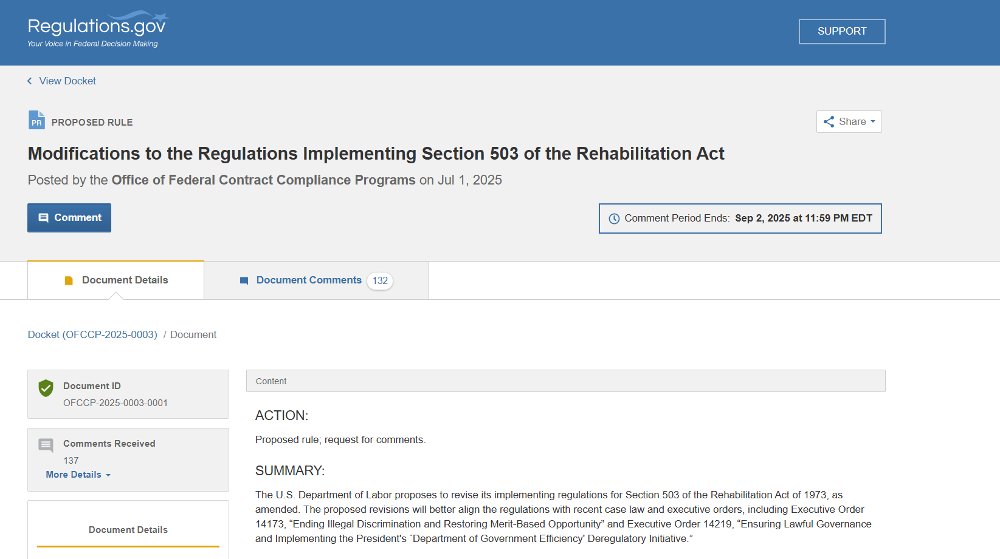 Regulations.gov
Your Voice in Federal Decision Making
SUPPORT
View Docket
PR
PROPOSED RULE
Share
Modifications to the Regulations Implementing Section 503 of the Rehabilitation Act
Posted by the Office of Federal Contract Compliance Programs on Jul 1, 2025
Comment
Comment Period Ends: Sep 2, 2025 at 11:59 PM EDT
Document Details
Document Comments 132
Docket (OFCCP-2025-0003) / Document
Document ID
OFCCP-2025-0003-0001
Comments Received
137
More Details
Document Details
Content
ACTION:
Proposed rule; request for comments.
SUMMARY:
The U.S. Department of Labor proposes to revise its implementing regulations for Section 503 of the Rehabilitation Act of 1973, as
amended. The proposed revisions will better align the regulations with recent case law and executive orders, including Executive Order
14173, “Ending Illegal Discrimination and Restoring Merit-Based Opportunity” and Executive Order 14219, “Ensuring Lawful Governance
and Implementing the President's `Department of Government Efficiency' Deregulatory Initiative.”